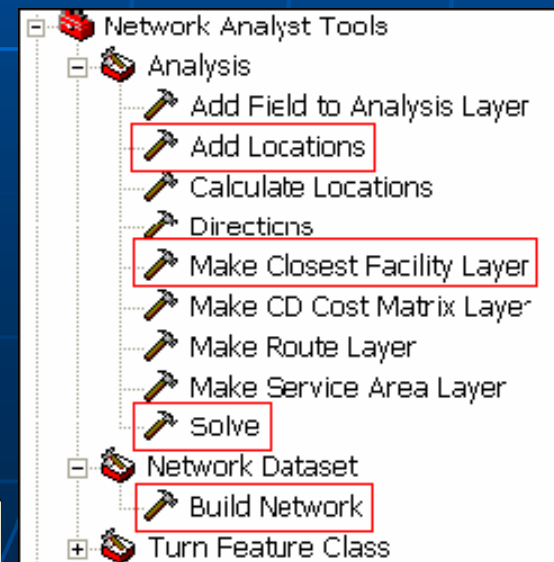 Network Analyst Tools
Analysis
Add Field to Analysis Layer
Add Locations
Calculate Locations
Directions
Make Closest Facility Layer
Make CD Cost Matrix Layer
Make Route Layer
Make Service Area Layer
Solve
Network Dataset
Build Network
Turn Feature Class